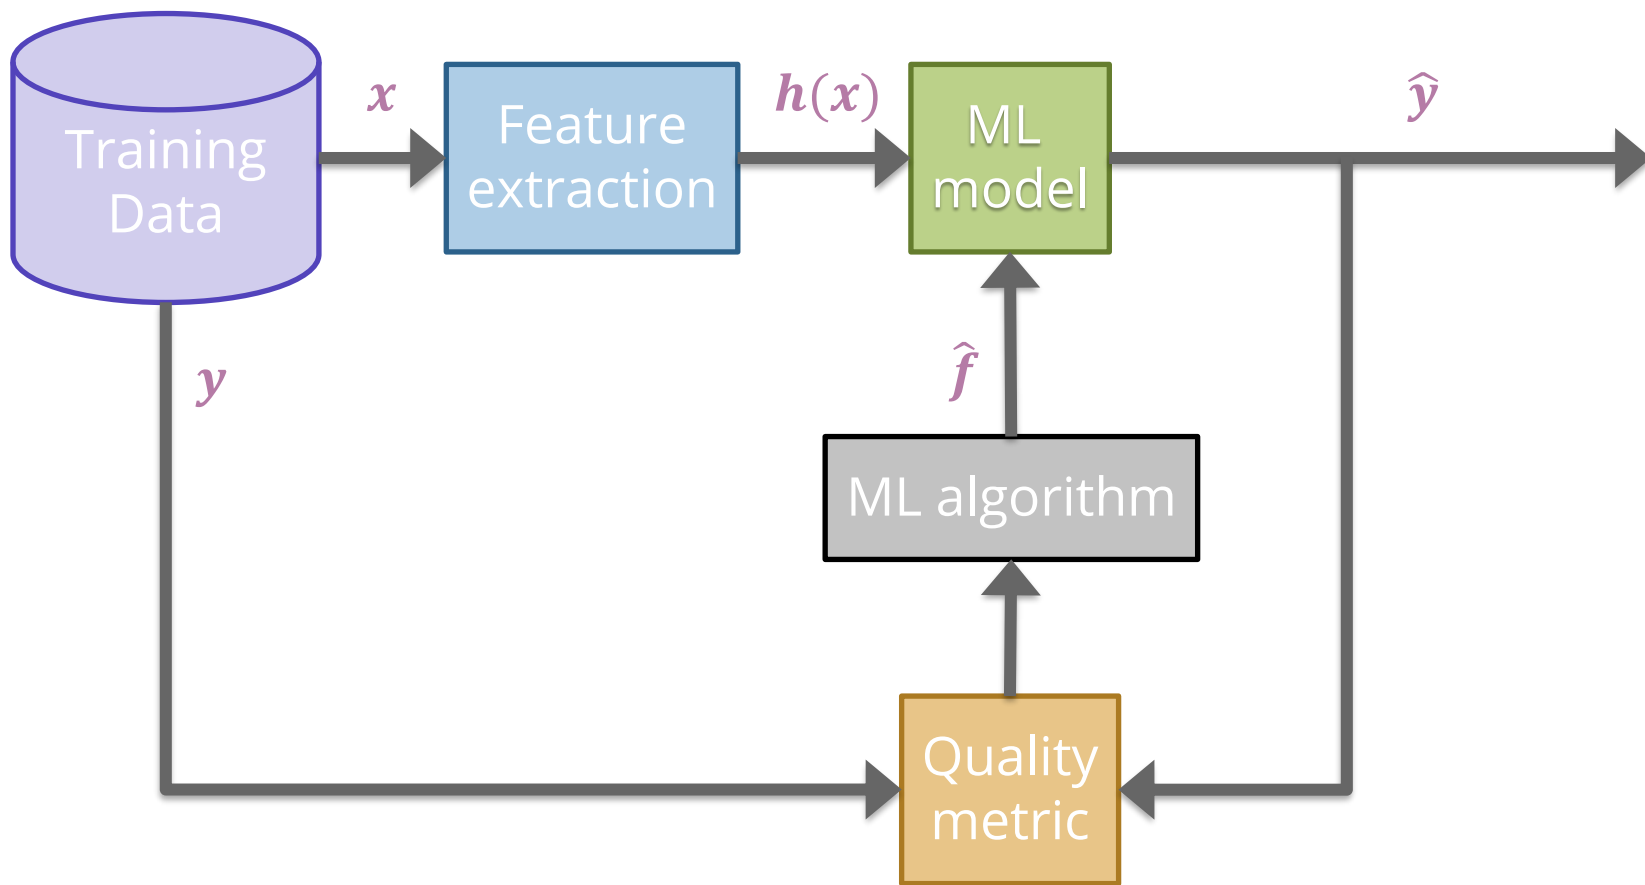 Training
Data
x
Feature
extraction
h(x)
ML
model
ŷ
y
f̂
ML algorithm
Quality
metric